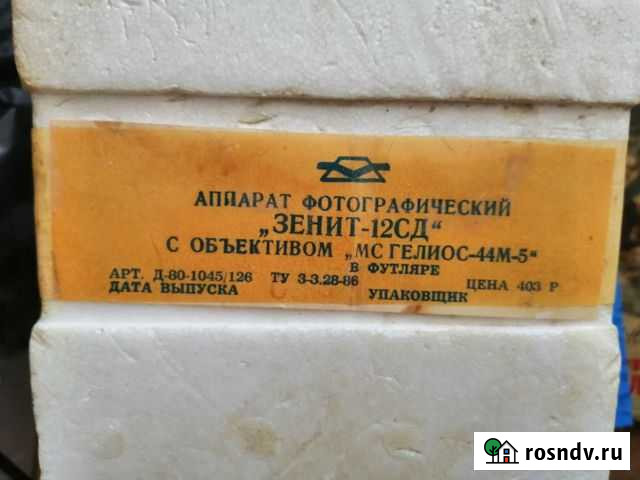 АППАРАТ ФОТОГРАФИЧЕСКИЙ
„ЗЕНИТ-12СД“
С ОБЪЕКТИВОМ „МС ГЕЛИОС-44М-5“
В ФУТЛЯРЕ
АРТ. Д-80-1045/126 ТУ 3-3.28-86 ЦЕНА 403 Р
ДАТА ВЫПУСКА УПАКОВЩИК
rosndv.ru